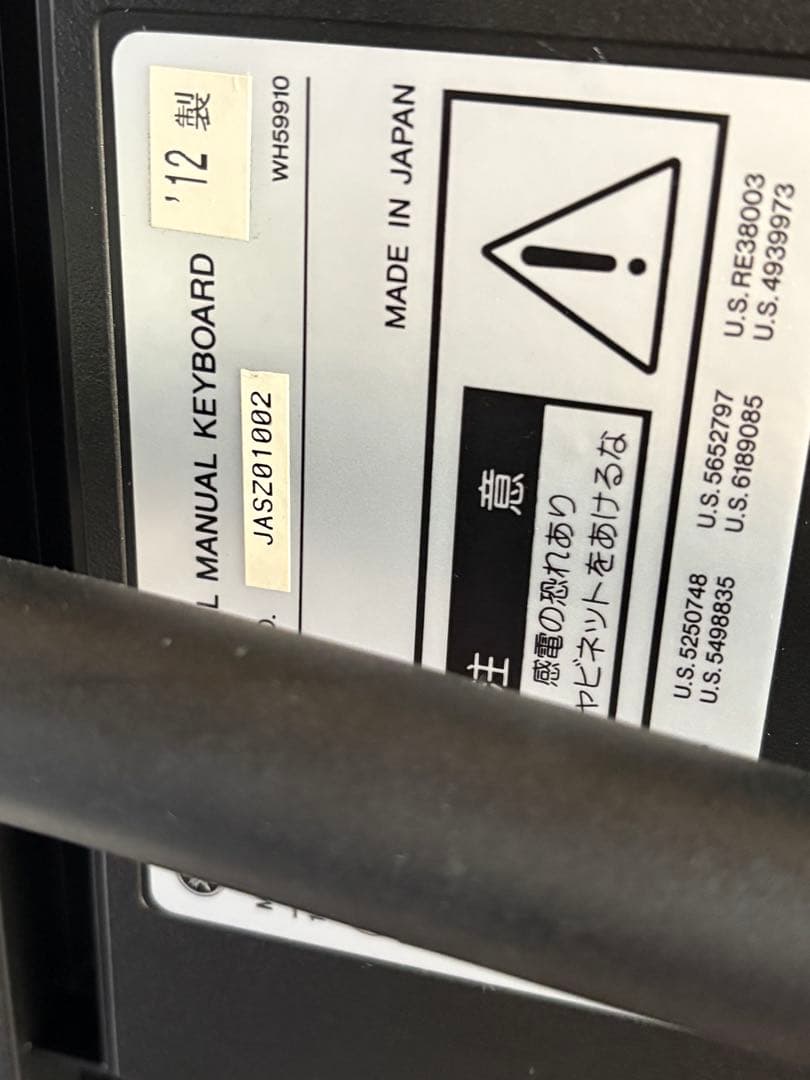 MANUAL KEYBOARD
'12 製
JASZ01002
WH59910
MADE IN JAPAN
注意
感電の恐れあり
ャビネットをあけるな
U.S. 5250748 U.S. 5652797 U.S. RE38003
U.S. 5498835 U.S. 6189085 U.S. 4939973